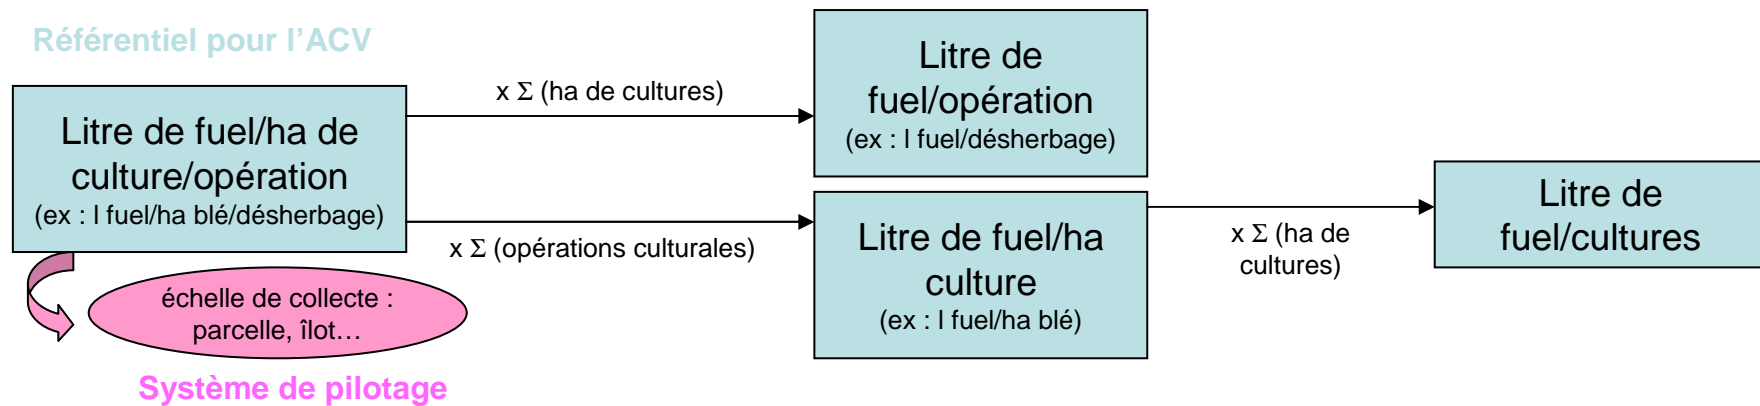 Référentiel pour l’ACV
Litre de fuel/ha de
culture/opération
(ex : l fuel/ha blé/désherbage)
x Σ (ha de cultures)
x Σ (opérations culturales)
Litre de
fuel/opération
(ex : l fuel/désherbage)
Litre de fuel/ha
culture
(ex : l fuel/ha blé)
x Σ (ha de
cultures)
Litre de
fuel/cultures
échelle de collecte :
parcelle, îlot…
Système de pilotage